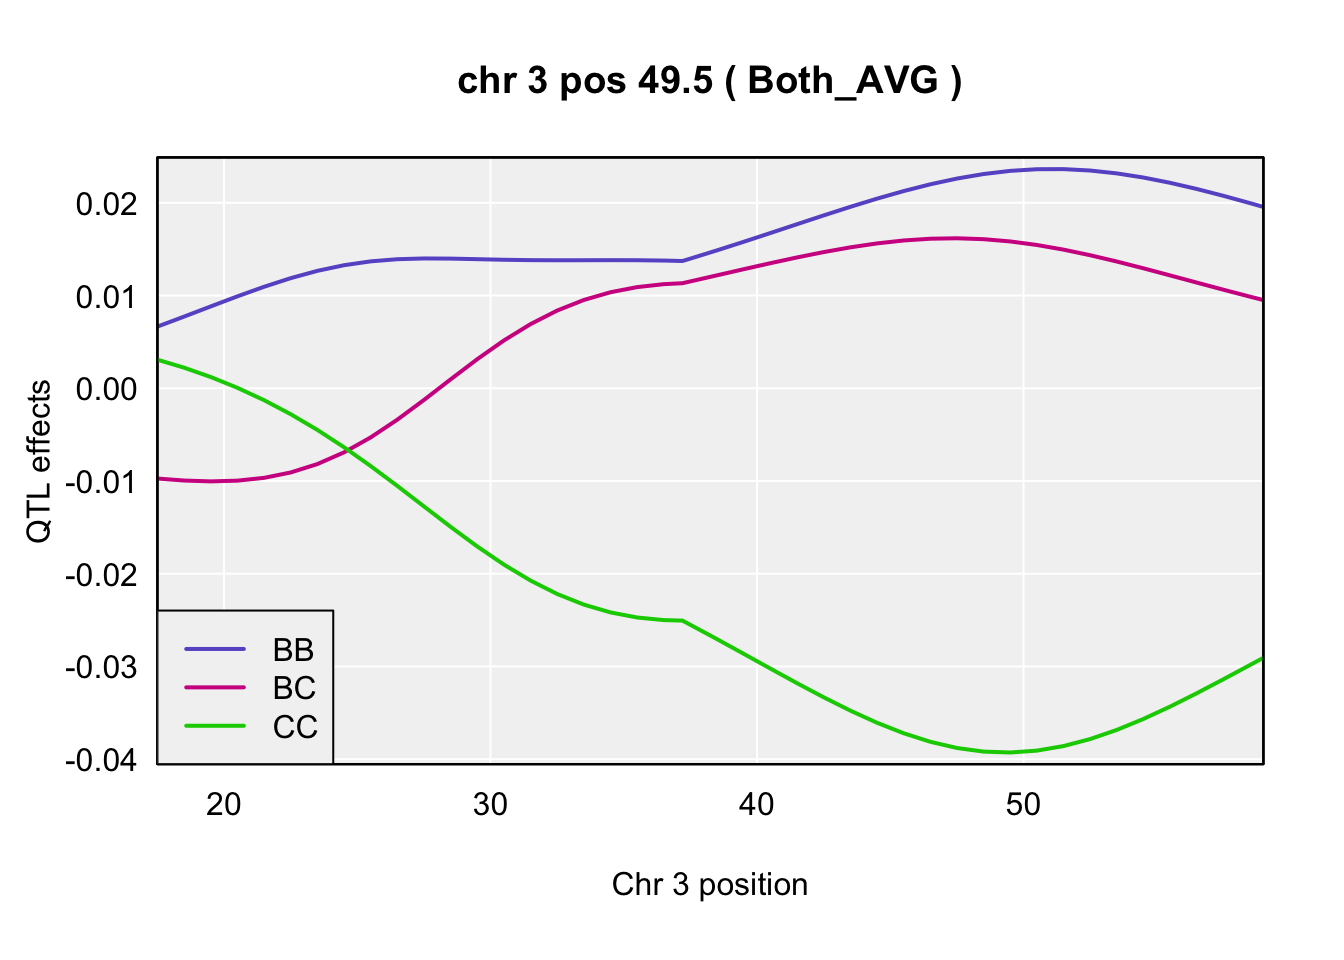 chr 3 pos 49.5 ( Both_AVG )
QTL effects
0.02
0.01
0.00
-0.01
-0.02
-0.03
-0.04
BB
BC
CC
20 30 40 50
Chr 3 position